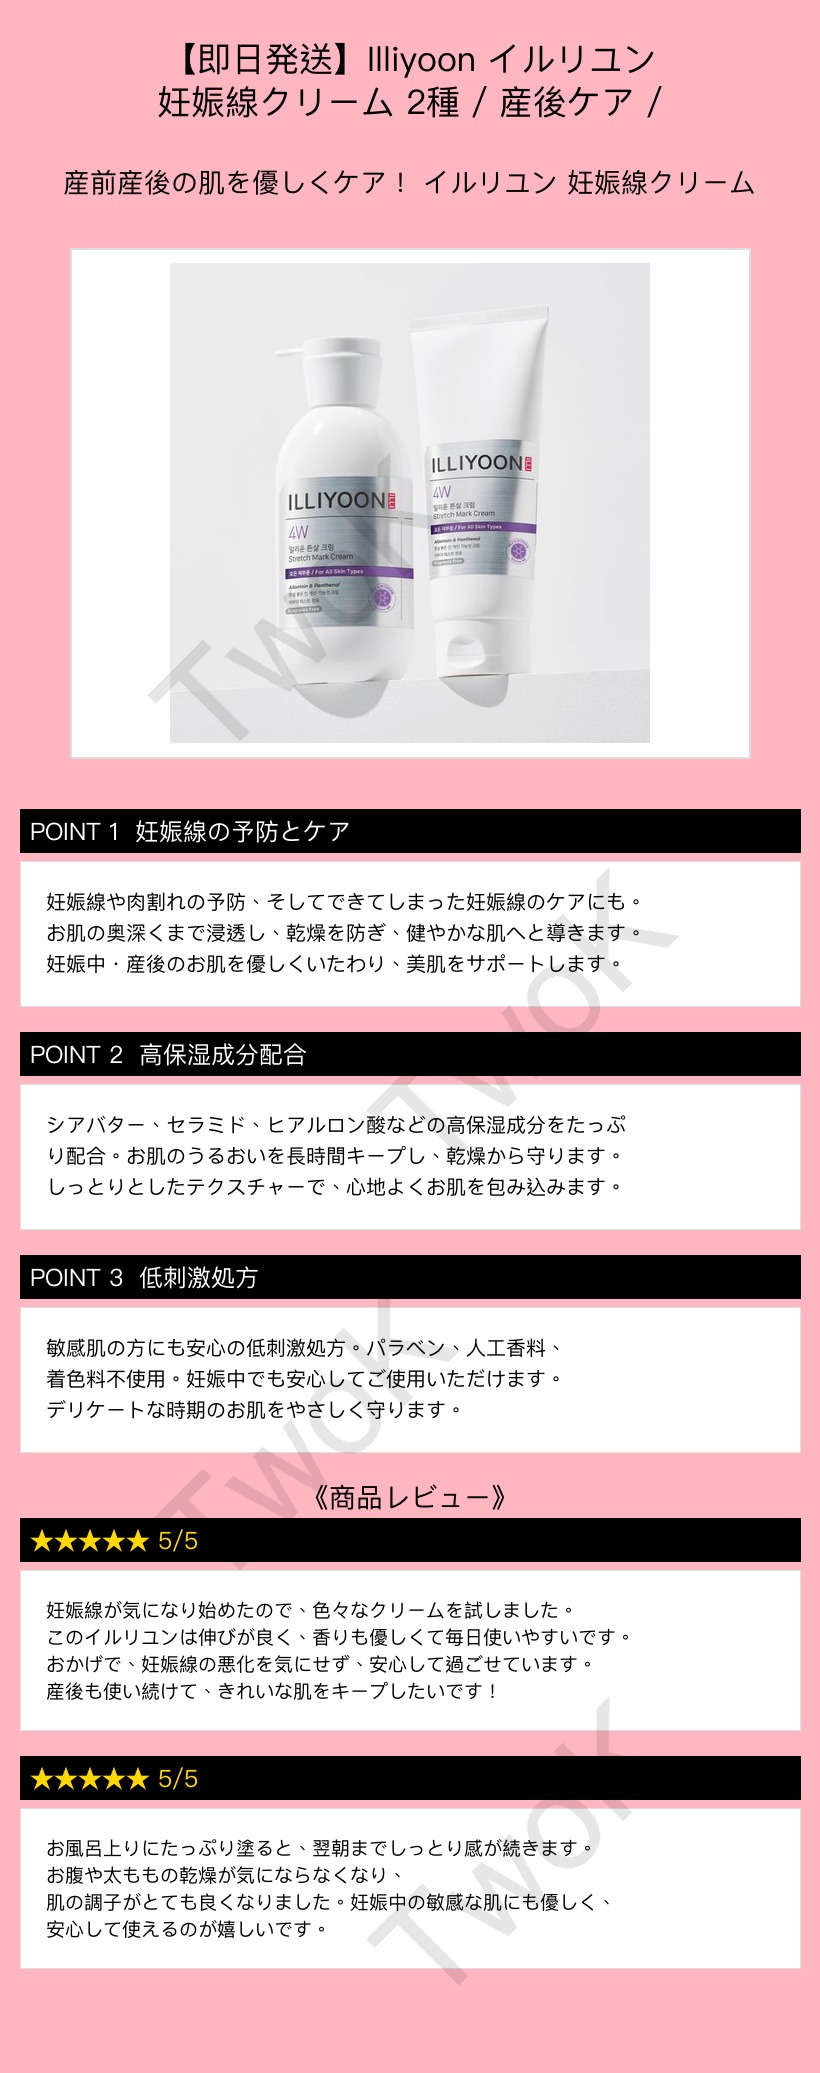 【即日発送】Illiyoon イルリユン
妊娠線クリーム 2種 / 産後ケア /
産前産後の肌を優しくケア！ イルリユン 妊娠線クリーム
ILLIYOON
4W
일리윤 튼살 크림
Stretch Mark Cream
모든 피부용 / For All Skin Types
Allantoin & Panthenol
Fragrance Free
ILLIYOON
4W
일리윤 튼살 크림
Stretch Mark Cream
모든 피부용 / For All Skin Types
Allantoin & Panthenol
Fragrance Free
TwoK
POINT 1 妊娠線の予防とケア
妊娠線や肉割れの予防、そしてできてしまった妊娠線のケアにも。
お肌の奥深くまで浸透し、乾燥を防ぎ、健やかな肌へと導きます。
妊娠中・産後のお肌を優しくいたわり、美肌をサポートします。
TwoK
POINT 2 高保湿成分配合
シアバター、セラミド、ヒアルロン酸などの高保湿成分をたっぷ
り配合。お肌のうるおいを長時間キープし、乾燥から守ります。
しっとりとしたテクスチャーで、心地よくお肌を包み込みます。
POINT 3 低刺激処方
敏感肌の方にも安心の低刺激処方。パラベン、人工香料、
着色料不使用。妊娠中でも安心してご使用いただけます。
デリケートな時期のお肌をやさしく守ります。
TwoK
《商品レビュー》
★★★★★ 5/5
妊娠線が気になり始めたので、色々なクリームを試しました。
このイルリユンは伸びが良く、香りも優しくて毎日使いやすいです。
おかげで、妊娠線の悪化を気にせず、安心して過ごせています。
産後も使い続けて、きれいな肌をキープしたいです！
★★★★★ 5/5
お風呂上りにたっぷり塗ると、翌朝までしっとり感が続きます。
お腹や太ももの乾燥が気にならなくなり、
肌の調子がとても良くなりました。妊娠中の敏感な肌にも優しく、
安心して使えるのが嬉しいです。
TwoK